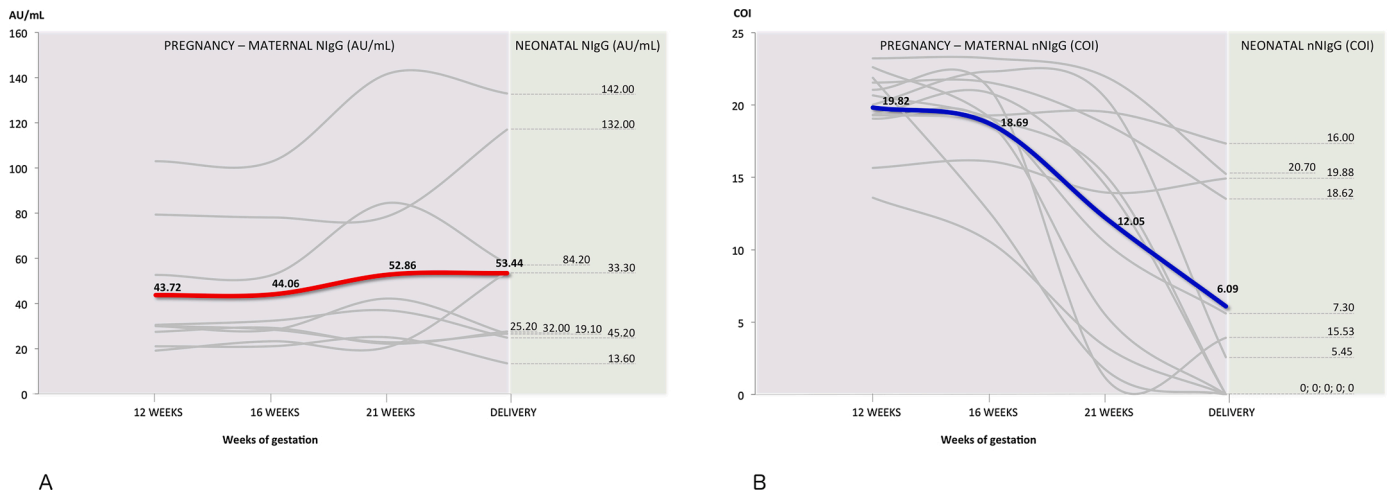 AU/mL
160
PREGNANCY – MATERNAL NIgG (AU/mL)
NEONATAL NIgG (AU/mL)
140
142.00
120
132.00
100
80
60
84.20
33.30
43.72
44.06
52.86
53.44
40
25.20 32.00 19.10 45.20
20
13.60
0
12 WEEKS
16 WEEKS
21 WEEKS
DELIVERY
Weeks of gestation
A
COI
25
PREGNANCY – MATERNAL nNIgG (COI)
NEONATAL nNIgG (COI)
20
19.82
18.69
16.00
20.70 19.88
15
18.62
12.05
10
6.09
7.30
5
15.53
5.45
0; 0; 0; 0; 0
0
12 WEEKS
16 WEEKS
21 WEEKS
DELIVERY
Weeks of gestation
B